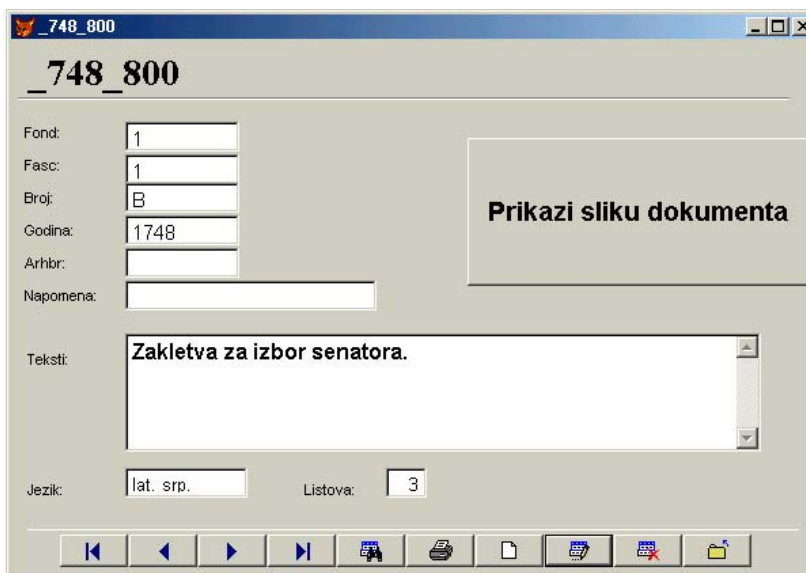 _748_800
_748_800
Fond: 1
Fasc: 1
Broj: B
Godina: 1748
Arhbr:
Napomena:
Prikazi sliku dokumenta
Teksti: Zakletva za izbor senatora.
Jezik: lat. srp. Listova: 3